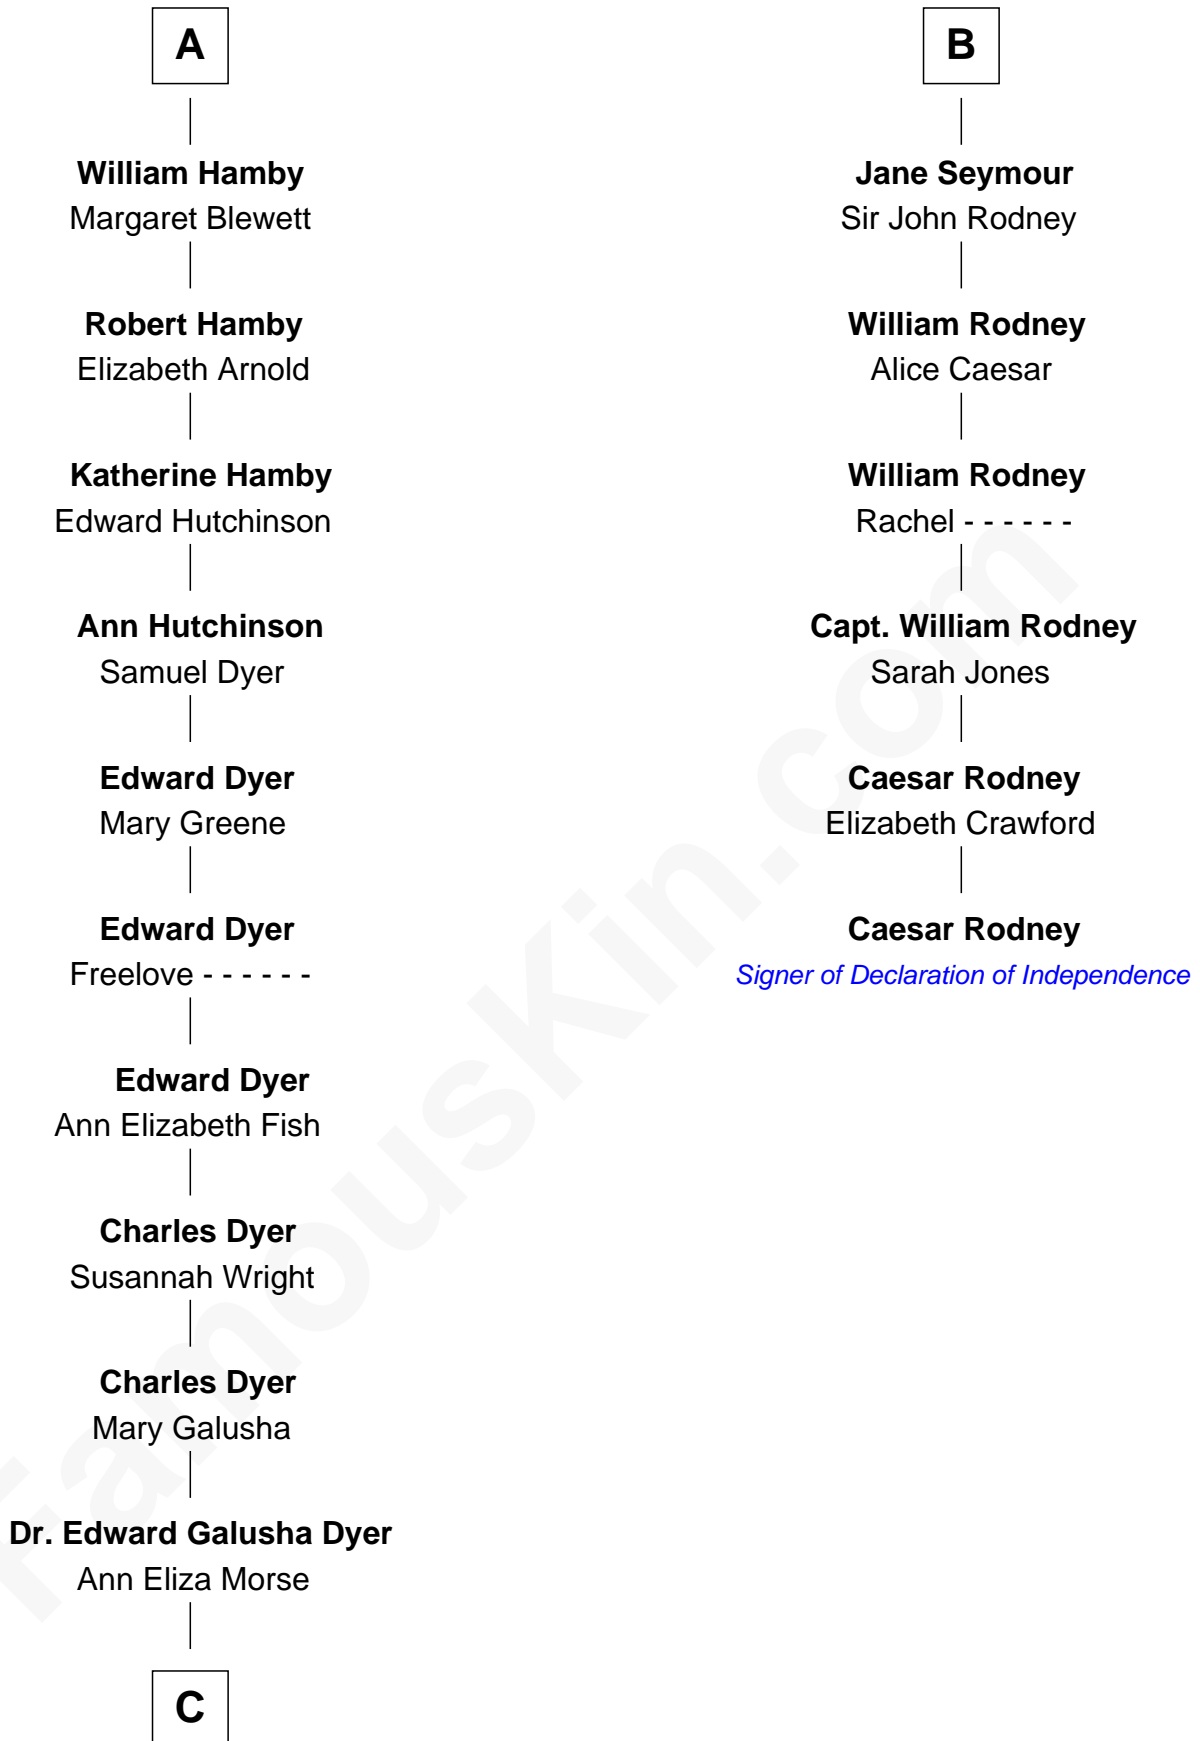 A
William Hamby
Margaret Blewett
Robert Hamby
Elizabeth Arnold
Katherine Hamby
Edward Hutchinson
Ann Hutchinson
Samuel Dyer
Edward Dyer
Mary Greene
Edward Dyer
Freelove - - - - - -
Edward Dyer
Ann Elizabeth Fish
Charles Dyer
Susannah Wright
Charles Dyer
Mary Galusha
Dr. Edward Galusha Dyer
Ann Eliza Morse
C
B
Jane Seymour
Sir John Rodney
William Rodney
Alice Caesar
William Rodney
Rachel - - - - - -
Capt. William Rodney
Sarah Jones
Caesar Rodney
Elizabeth Crawford
Caesar Rodney
Signer of Declaration of Independence
FamousKin.com